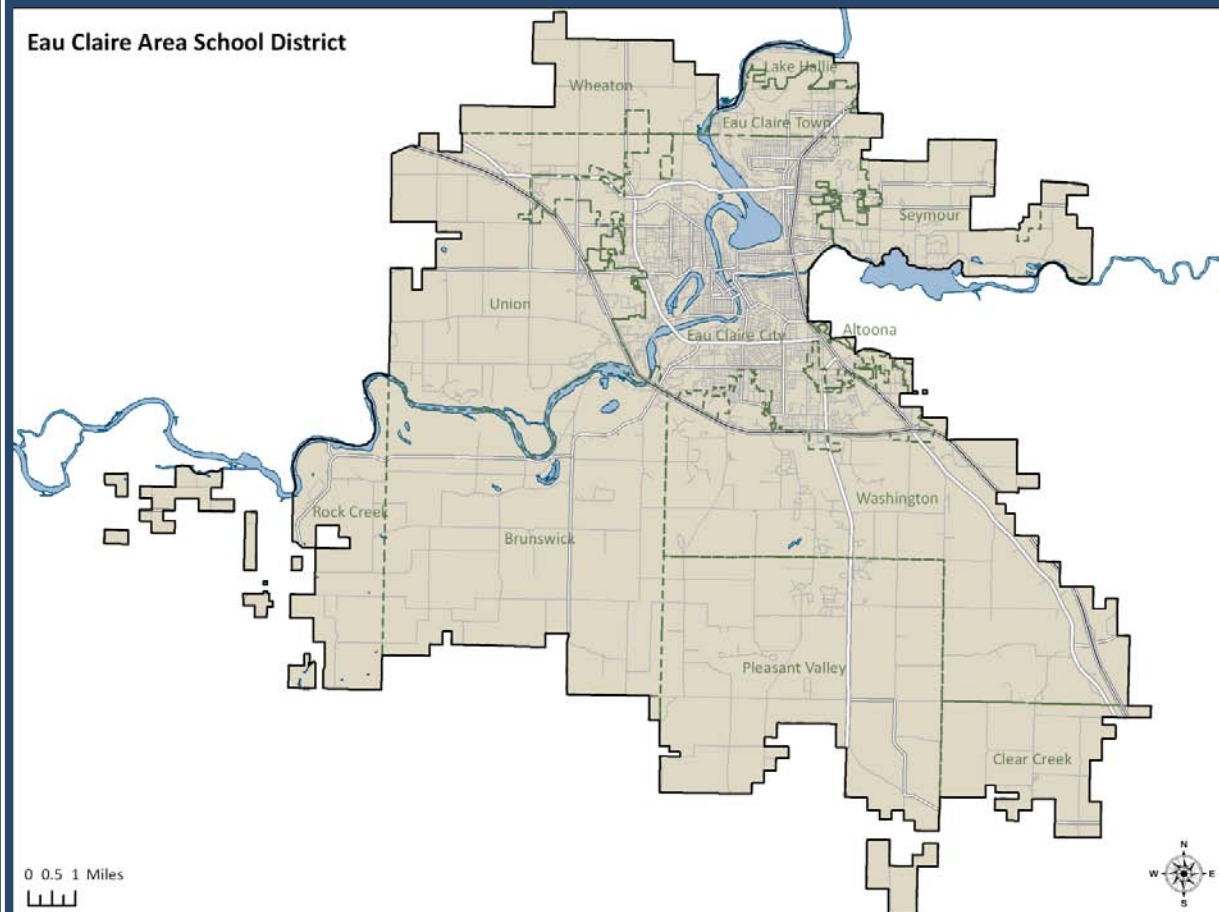 Eau Claire Area School District
Lake Hallie
Wheaton
Eau Claire Town
Seymour
Union
Altoona
Eau Claire City
Washington
Rock Creek
Brunswick
Pleasant Valley
Clear Creek
0 0.5 1 Miles
N
W E
S